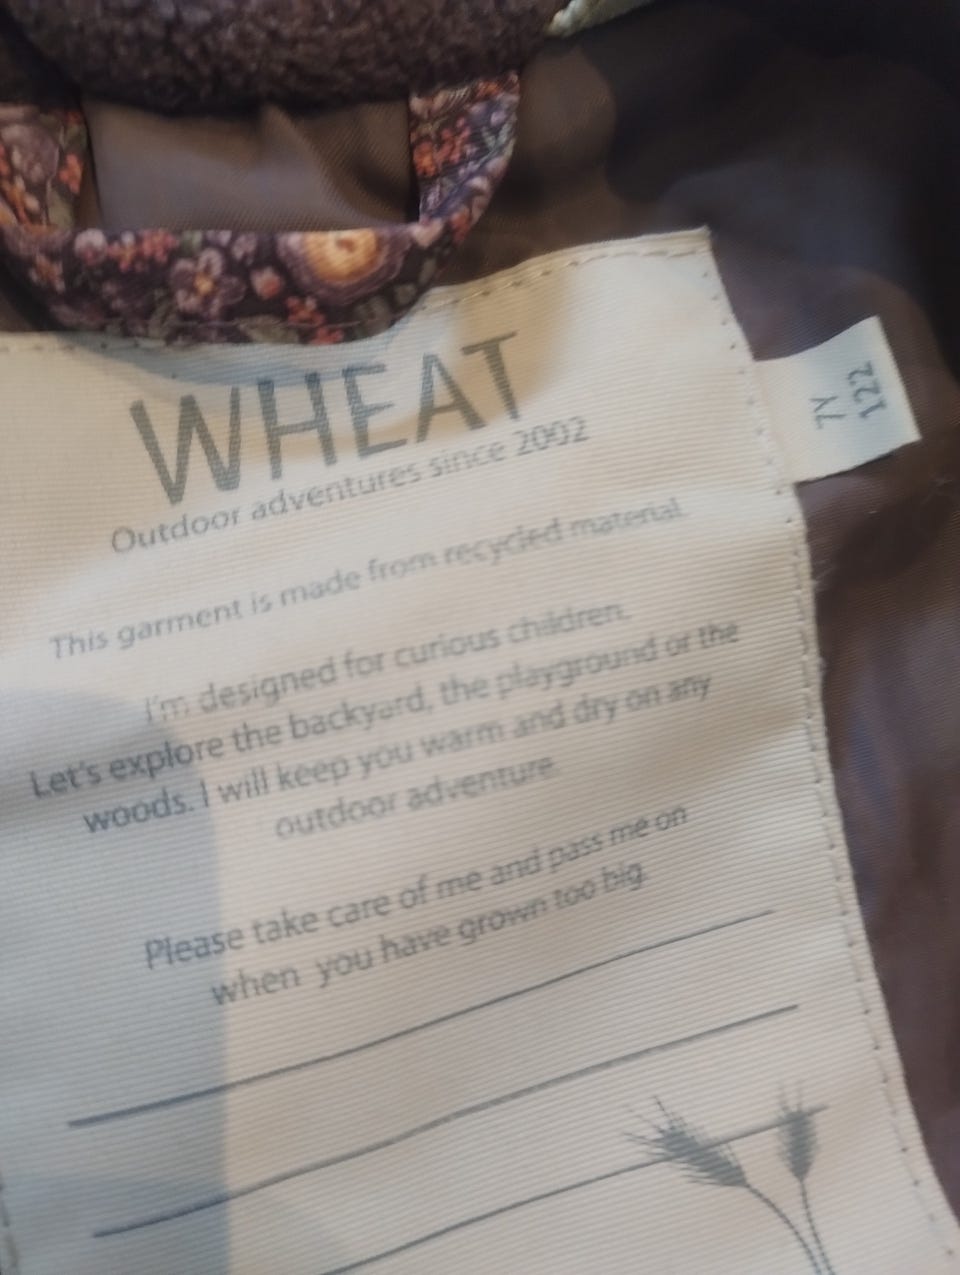 WHEAT
Outdoor adventures since 2002
7Y
122
This garment is made from recycled material.
I'm designed for curious children.
Let's explore the backyard, the playground or the
woods. I will keep you warm and dry on any
outdoor adventure.
Please take care of me and pass me on
when you have grown too big.